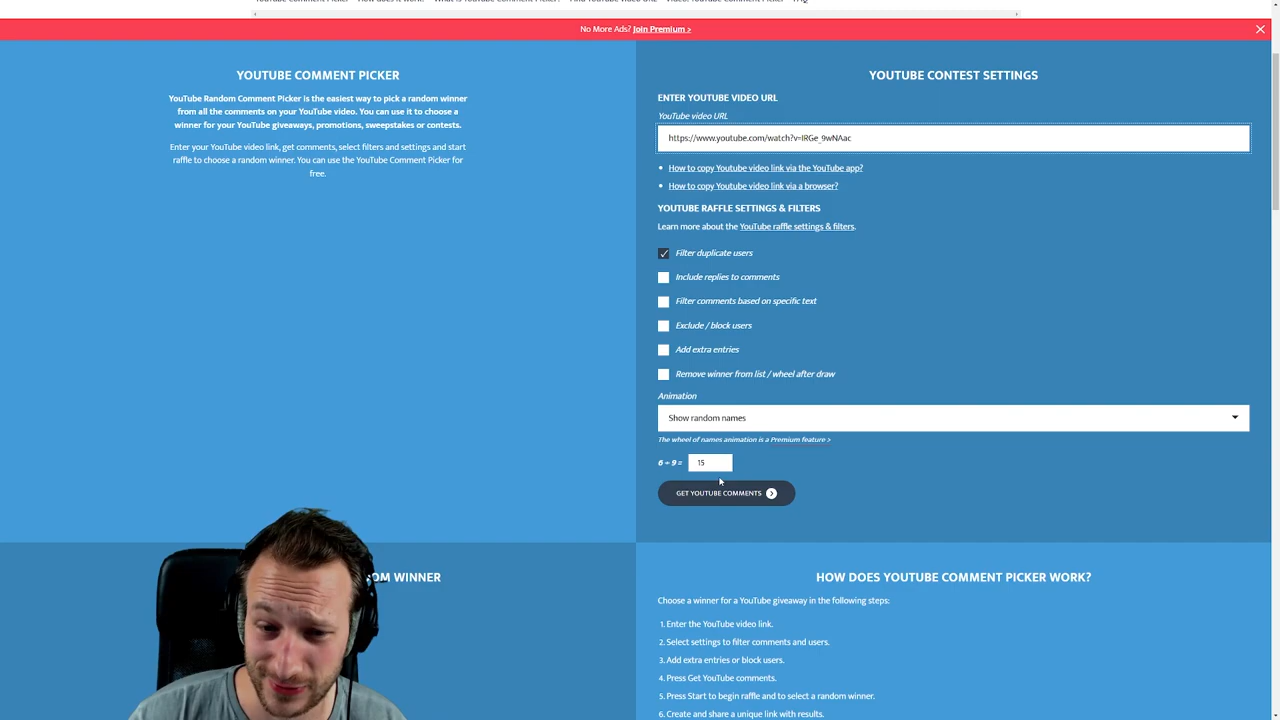 No More Ads? Join Premium >
YOUTUBE COMMENT PICKER
YouTube Random Comment Picker is the easiest way to pick a random winner
from all the comments on your YouTube video. You can use it to choose a
winner for your YouTube giveaways, promotions, sweepstakes or contests.
Enter your YouTube video link, get comments, select filters and settings and start
raffle to choose a random winner. You can use the YouTube Comment Picker for
free.
YOUTUBE CONTEST SETTINGS
ENTER YOUTUBE VIDEO URL
YouTube video URL
https://www.youtube.com/watch?v=IRGe_9wNAac
How to copy Youtube video link via the YouTube app?
How to copy Youtube video link via a browser?
YOUTUBE RAFFLE SETTINGS & FILTERS
Learn more about the YouTube raffle settings & filters.
Filter duplicate users
Include replies to comments
Filter comments based on specific text
Exclude / block users
Add extra entries
Remove winner from list / wheel after draw
Animation
Show random names
The wheel of names animation is a Premium feature >
6 + 9 = 15
GET YOUTUBE COMMENTS
WINNER
HOW DOES YOUTUBE COMMENT PICKER WORK?
Choose a winner for a YouTube giveaway in the following steps:
1. Enter the YouTube video link.
2. Select settings to filter comments and users.
3. Add extra entries or block users.
4. Press Get YouTube comments.
5. Press Start to begin raffle and to select a random winner.
6. Create and share a unique link with results.